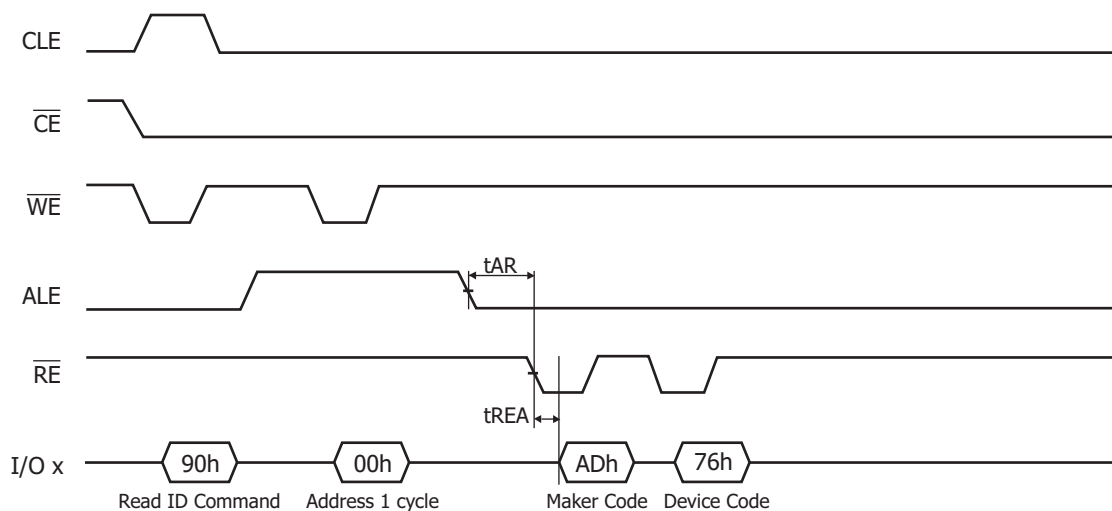 CLE
CE
WE
ALE
tAR
RE
tREA
I/O x
90h
00h
ADh
76h
Read ID Command
Address 1 cycle
Maker Code
Device Code